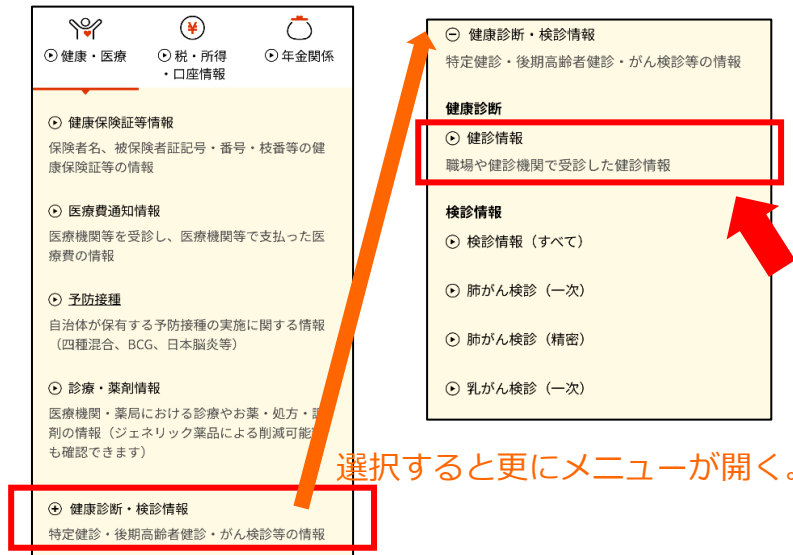 健康・医療
税・所得
・口座情報
年金関係
健康保険証等情報
保険者名、被保険者証記号・番号・枝番等の健
康保険証等の情報
医療費通知情報
医療機関等を受診し、医療機関等で支払った医
療費の情報
予防接種
自治体が保有する予防接種の実施に関する情報
（四種混合、BCG、日本脳炎等）
診療・薬剤情報
医療機関・薬局における診療やお薬・処方・調
剤の情報（ジェネリック薬品による削減可能
も確認できます）
健康診断・検診情報
特定健診・後期高齢者健診・がん検診等の情報
健康診断・検診情報
特定健診・後期高齢者健診・がん検診等の情報
健康診断
健診情報
職場や健診機関で受診した健診情報
検診情報
検診情報（すべて）
肺がん検診（一次）
肺がん検診（精密）
乳がん検診（一次）
選択すると更にメニューが開く。